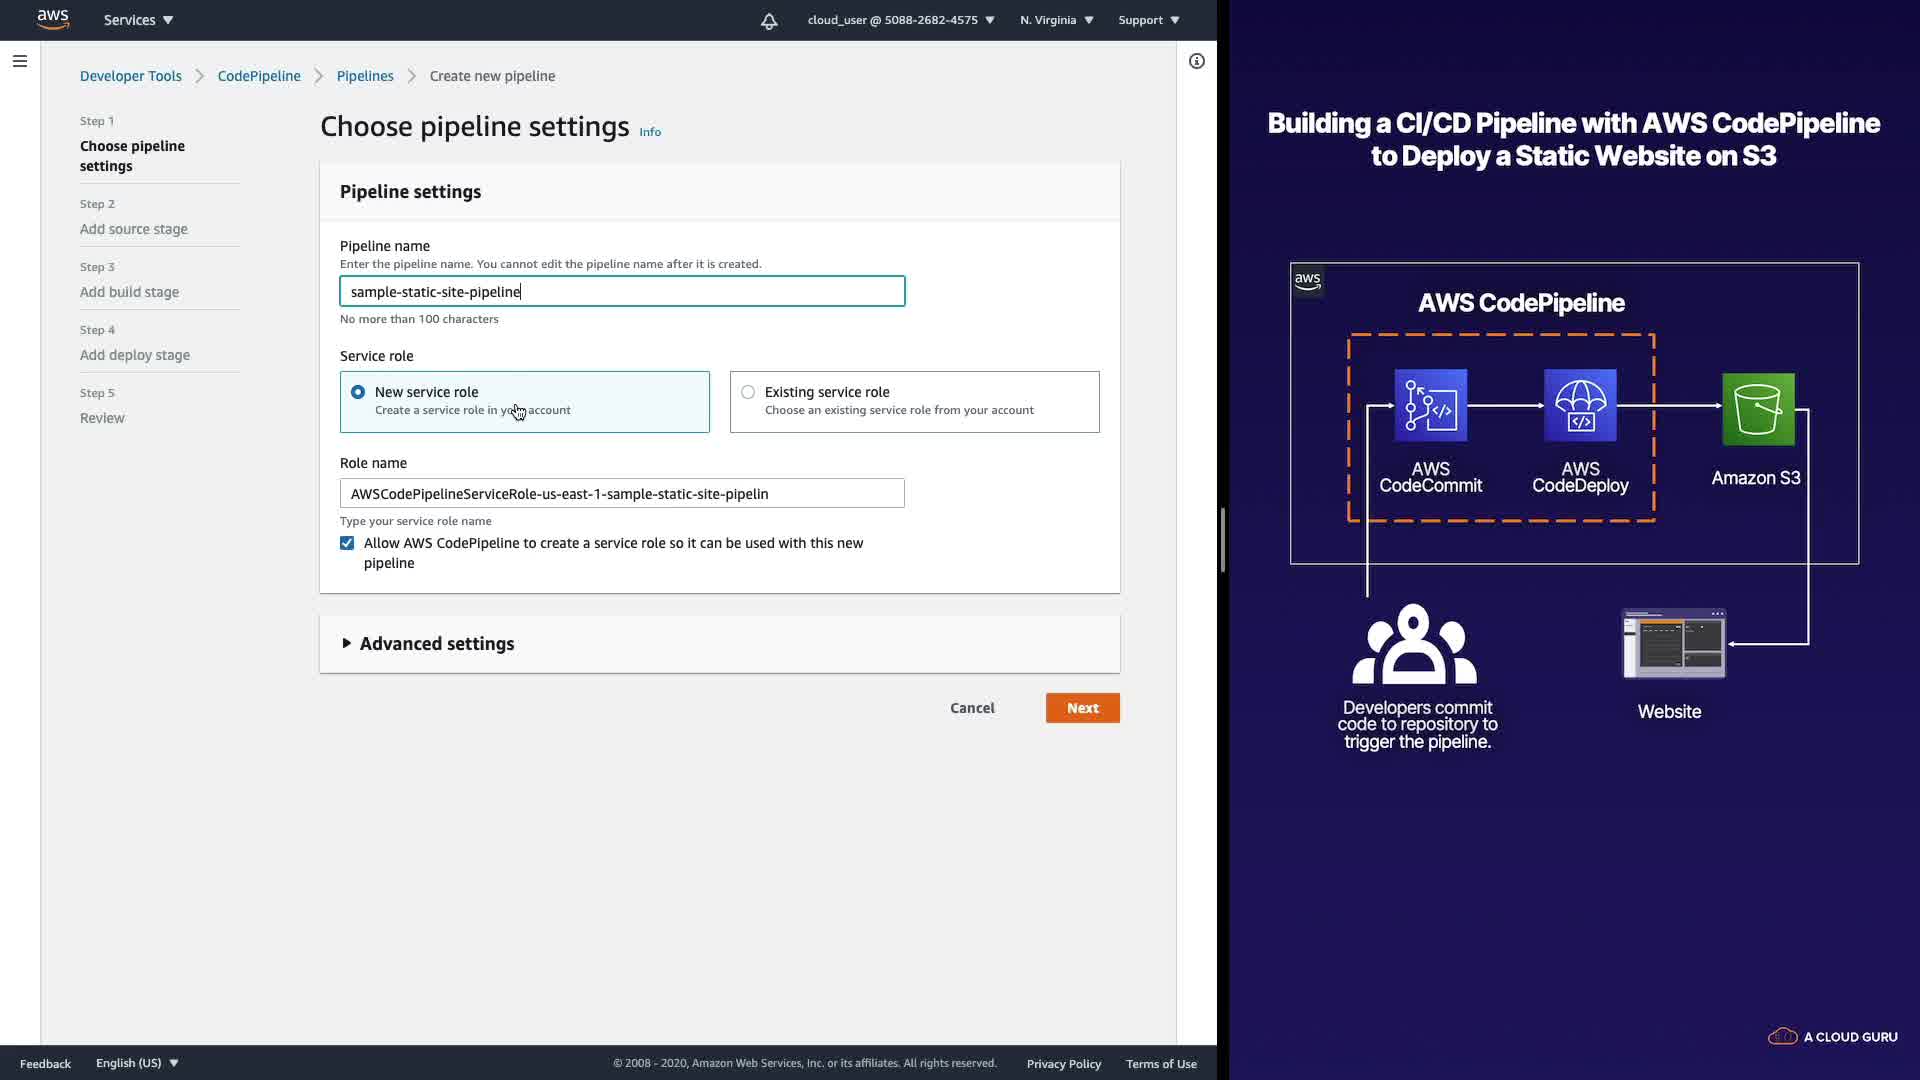 aws
Services
cloud_user @ 5088-2682-4575
N. Virginia
Support
Developer Tools
CodePipeline
Pipelines
Create new pipeline
Step 1
Choose pipeline
settings
Step 2
Add source stage
Step 3
Add build stage
Step 4
Add deploy stage
Step 5
Review
Choose pipeline settings Info
Pipeline settings
Pipeline name
Enter the pipeline name. You cannot edit the pipeline name after it is created.
sample-static-site-pipeline
No more than 100 characters
Service role
New service role
Create a service role in your account
Existing service role
Choose an existing service role from your account
Role name
AWSCodePipelineServiceRole-us-east-1-sample-static-site-pipelin
Type your service role name
Allow AWS CodePipeline to create a service role so it can be used with this new
pipeline
Advanced settings
Cancel
Next
Feedback
English (US)
© 2008 - 2020, Amazon Web Services, Inc. or its affiliates. All rights reserved.
Privacy Policy
Terms of Use
Building a CI/CD Pipeline with AWS CodePipeline
to Deploy a Static Website on S3
aws
AWS CodePipeline
AWS
CodeCommit
AWS
CodeDeploy
Amazon S3
Developers commit
code to repository to
trigger the pipeline.
Website
A CLOUD GURU